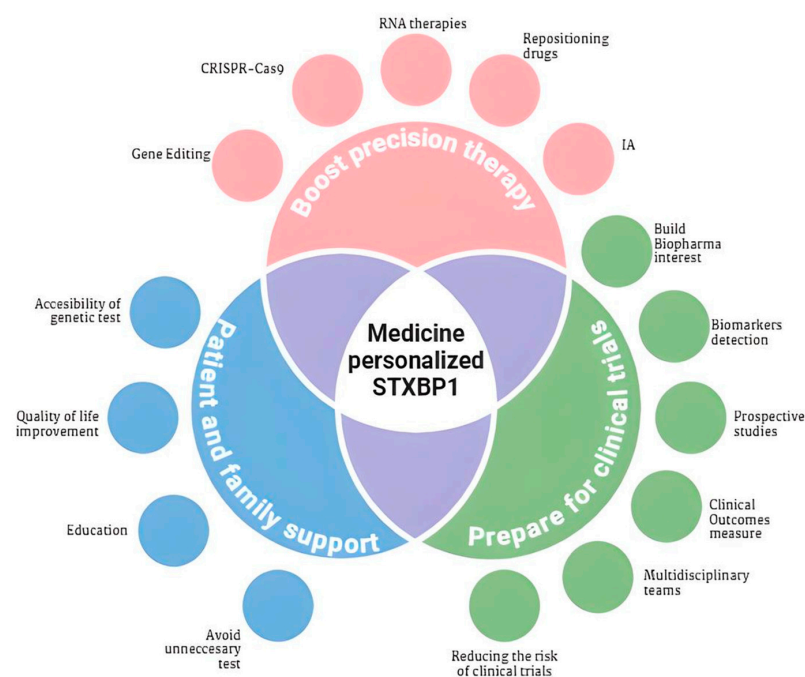 RNA therapies
Repositioning
drugs
CRISPR-Cas9
Gene Editing
IA
Boost precision therapy
Build
Biopharma
interest
Biomarkers
detection
Prospective
studies
Clinical
Outcomes
measure
Multidisciplinary
teams
Reducing the risk
of clinical trials
Prepare for clinical trials
Medicine
personalized
STXBP1
Patient and family support
Accesibility of
genetic test
Quality of life
improvement
Education
Avoid
unneccesary
test